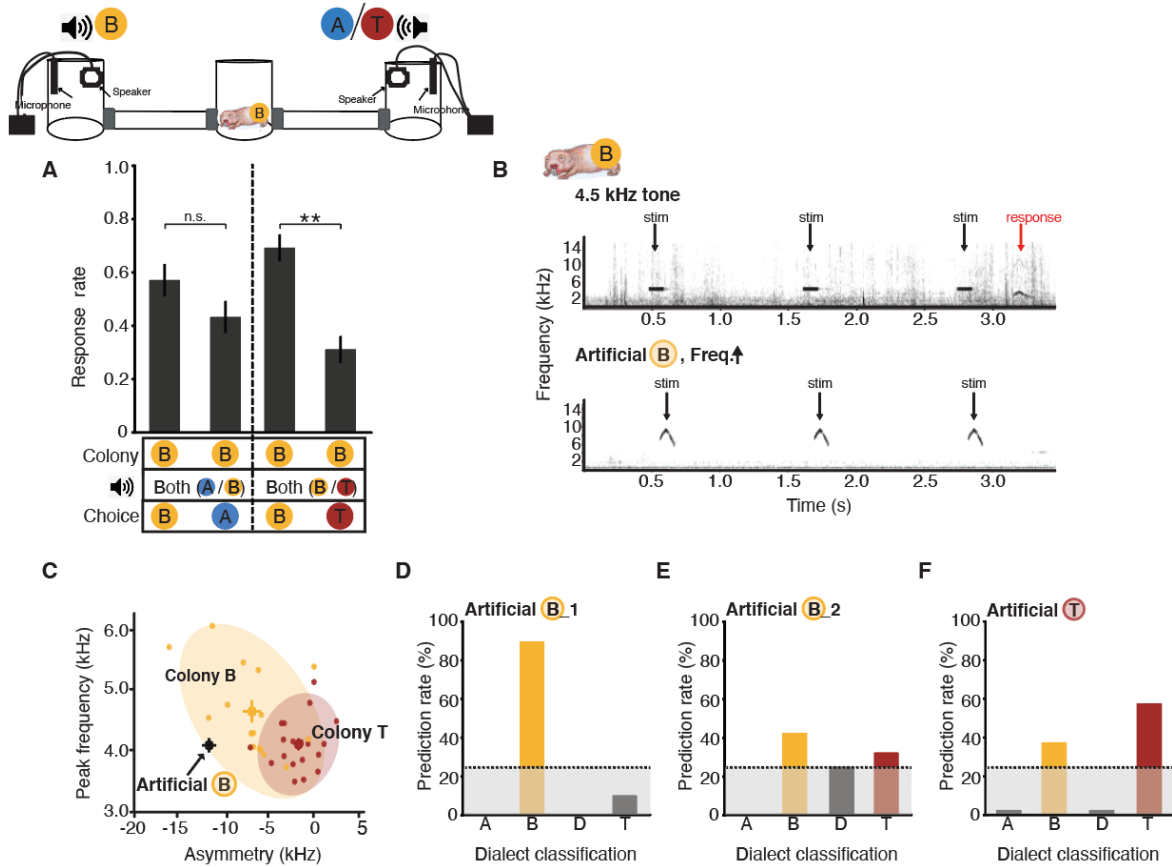 B
A / T
Microphone
Speaker
Speaker
Microphone
B
A
1.0
0.8
0.6
0.4
0.2
0
Response rate
n.s.
**
Colony B B B B
Both (A/B) Both (B/T)
Choice B A B T
B
B
4.5 kHz tone
stim stim stim response
14
10
6
2
0.5 1.0 1.5 2.0 2.5 3.0
Artificial B , Freq.
stim stim stim
14
10
6
2
0.5 1.0 1.5 2.0 2.5 3.0
Frequency (kHz)
Time (s)
C
6.0
5.0
4.0
3.0
Peak frequency (kHz)
Colony B
Colony T
Artificial B
-20 -15 -10 -5 0 5
Asymmetry (kHz)
D
Artificial B_1
100
80
60
40
20
0
Prediction rate (%)
A B D T
Dialect classification
E
Artificial B_2
100
80
60
40
20
0
Prediction rate (%)
A B D T
Dialect classification
F
Artificial T
100
80
60
40
20
0
Prediction rate (%)
A B D T
Dialect classification